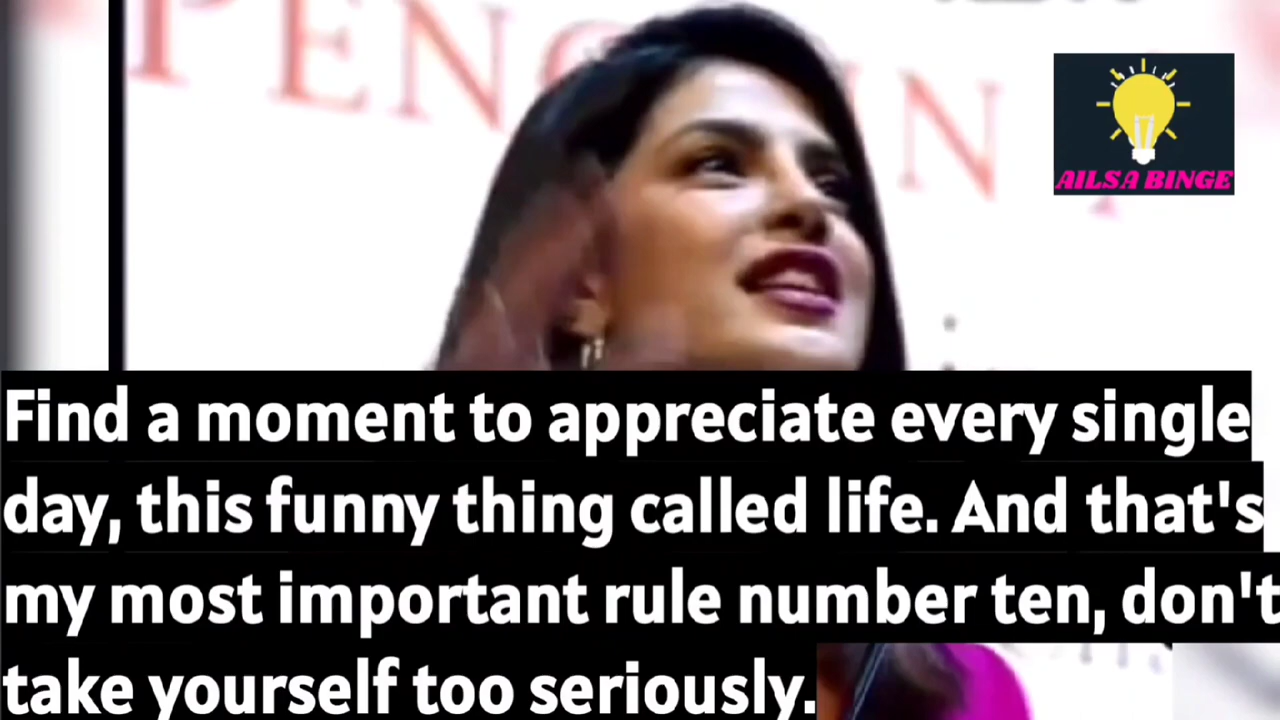 PENGUIN
AILSA BINGE
Find a moment to appreciate every single
day, this funny thing called life. And that's
my most important rule number ten, don't
take yourself too seriously.